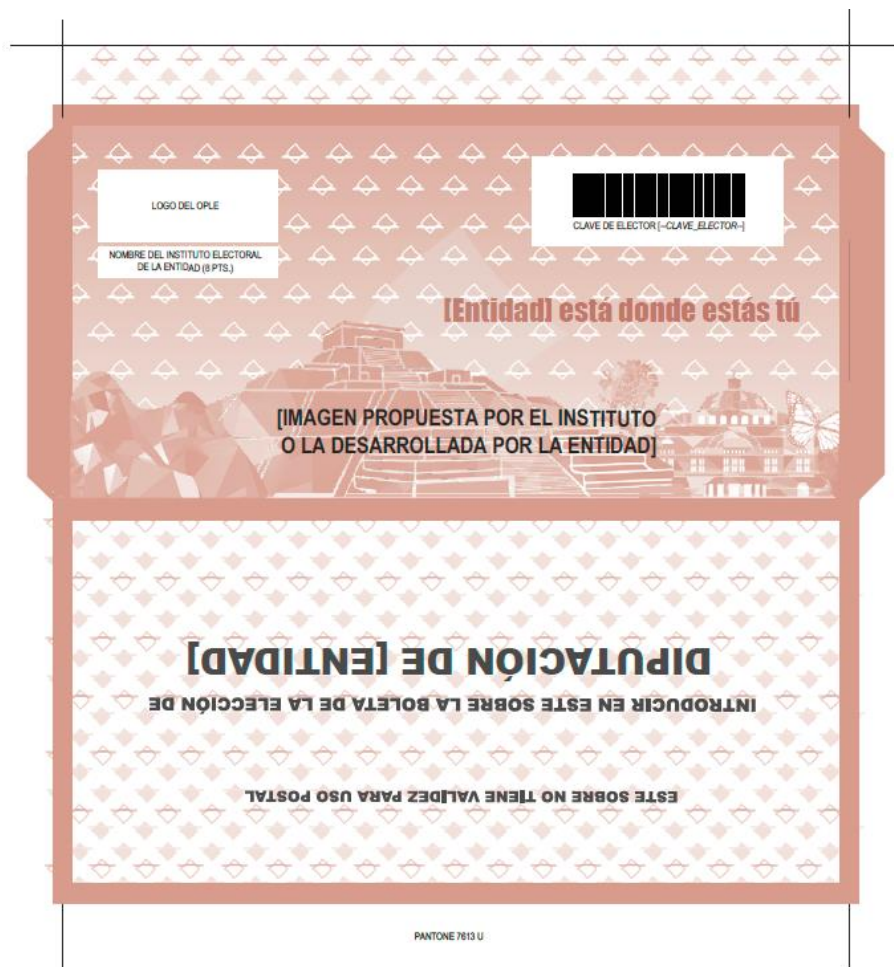 LOGO DEL OPLE
NOMBRE DEL INSTITUTO ELECTORAL
DE LA ENTIDAD (8 PTS.)
CLAVE DE ELECTOR [--CLAVE_ELECTOR--]
[Entidad] está donde estás tú
[IMAGEN PROPUESTA POR EL INSTITUTO
O LA DESARROLLADA POR LA ENTIDAD]
ESTE SOBRE NO TIENE VALIDEZ PARA USO POSTAL
INTRODUCIR EN ESTE SOBRE LA BOLETA DE LA ELECCIÓN DE
DIPUTACIÓN DE [ENTIDAD]
PANTONE 7613 U